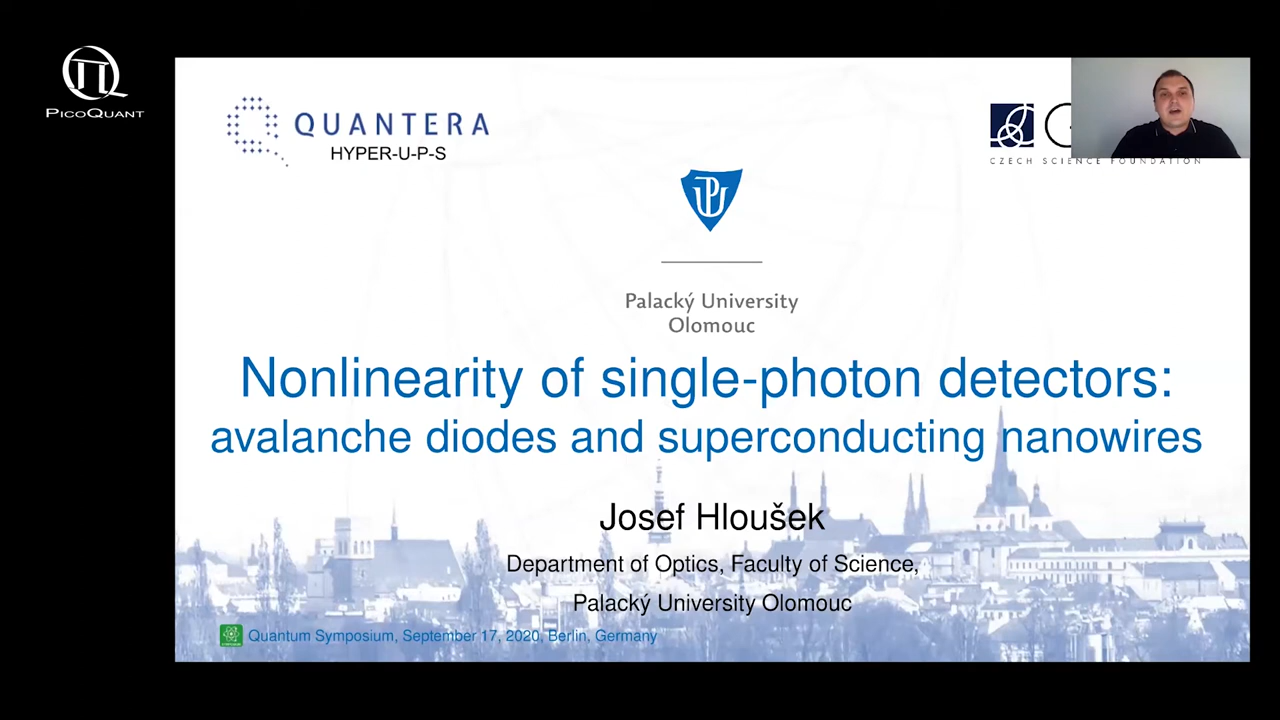 PICOQUANT
QUANTERA
HYPER-U-P-S
G
CZECH SCIENCE FOUNDATION
Palacký University
Olomouc
Nonlinearity of single-photon detectors:
avalanche diodes and superconducting nanowires
Josef Hloušek
Department of Optics, Faculty of Science,
Palacký University Olomouc
Quantum Symposium, September 17, 2020, Berlin, Germany